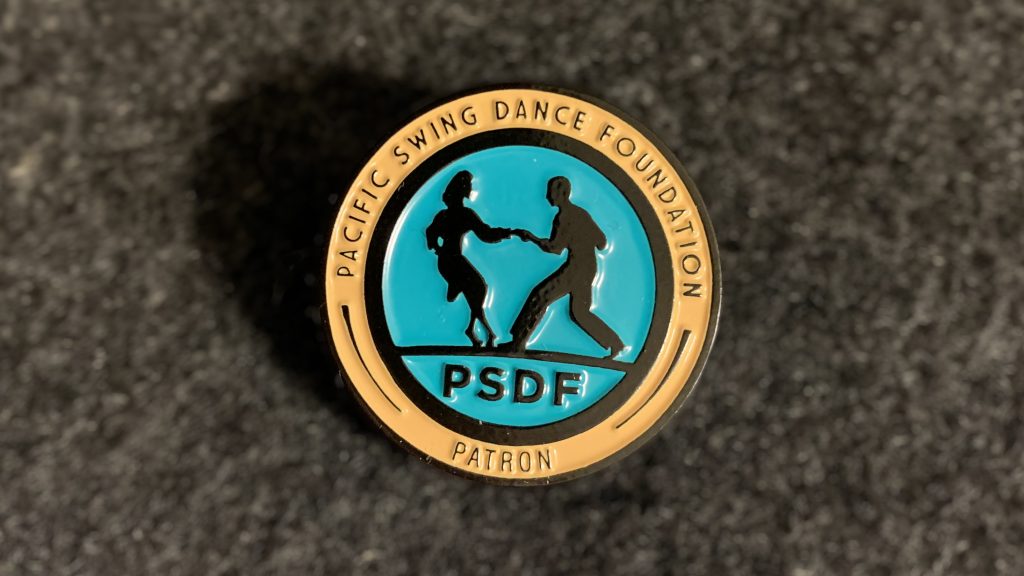 PACIFIC SWING DANCE FOUNDATION
PSDF
PATRON